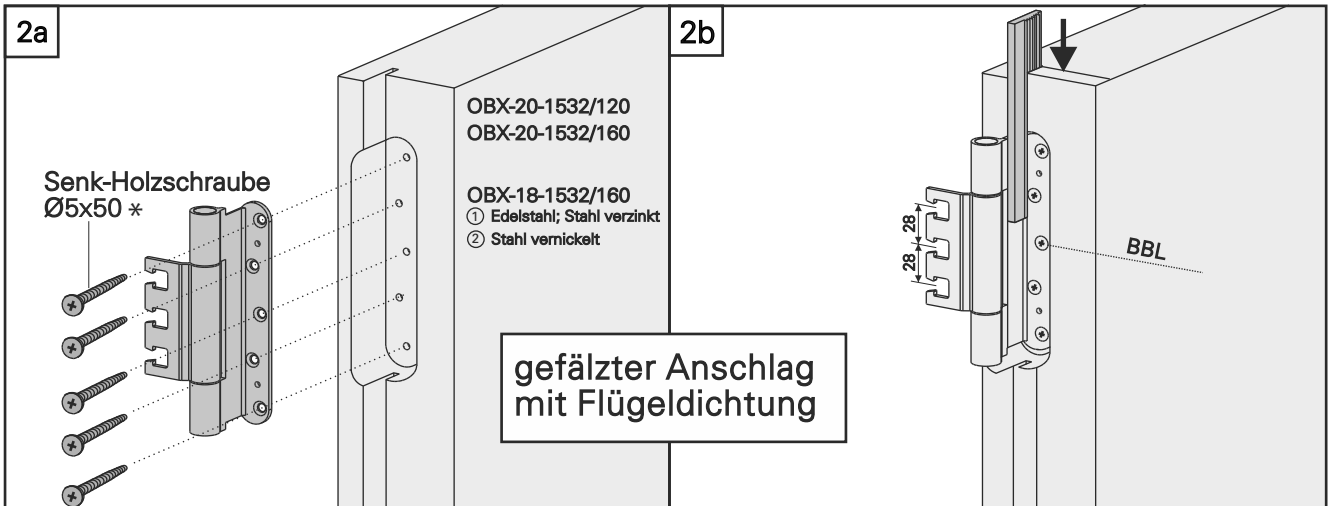 2a
OBX-20-1532/120
OBX-20-1532/160
Senk-Holzschraube
Ø5x50 *
OBX-18-1532/160
① Edelstahl; Stahl verzinkt
② Stahl vernickelt
2b
28
28
BBL
gefälzter Anschlag
mit Flügeldichtung